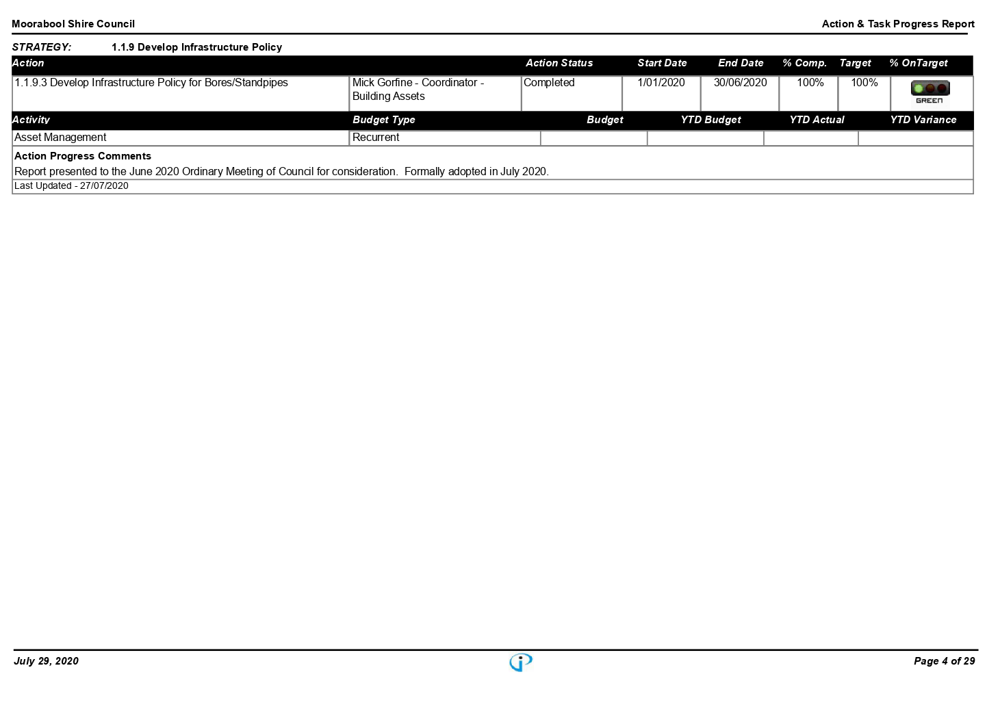 Moorabool Shire Council Action & Task Progress Report
STRATEGY: 1.1.9 Develop Infrastructure Policy
Action Action Status Start Date End Date % Comp. Target % OnTarget
1.1.9.3 Develop Infrastructure Policy for Bores/Standpipes Mick Gorfine - Coordinator - Completed 1/01/2020 30/06/2020 100% 100%
Building Assets
GREEN
Activity Budget Type Budget YTD Budget YTD Actual YTD Variance
Asset Management Recurrent
Action Progress Comments
Report presented to the June 2020 Ordinary Meeting of Council for consideration.  Formally adopted in July 2020.
Last Updated - 27/07/2020
July 29, 2020 Page 4 of 29